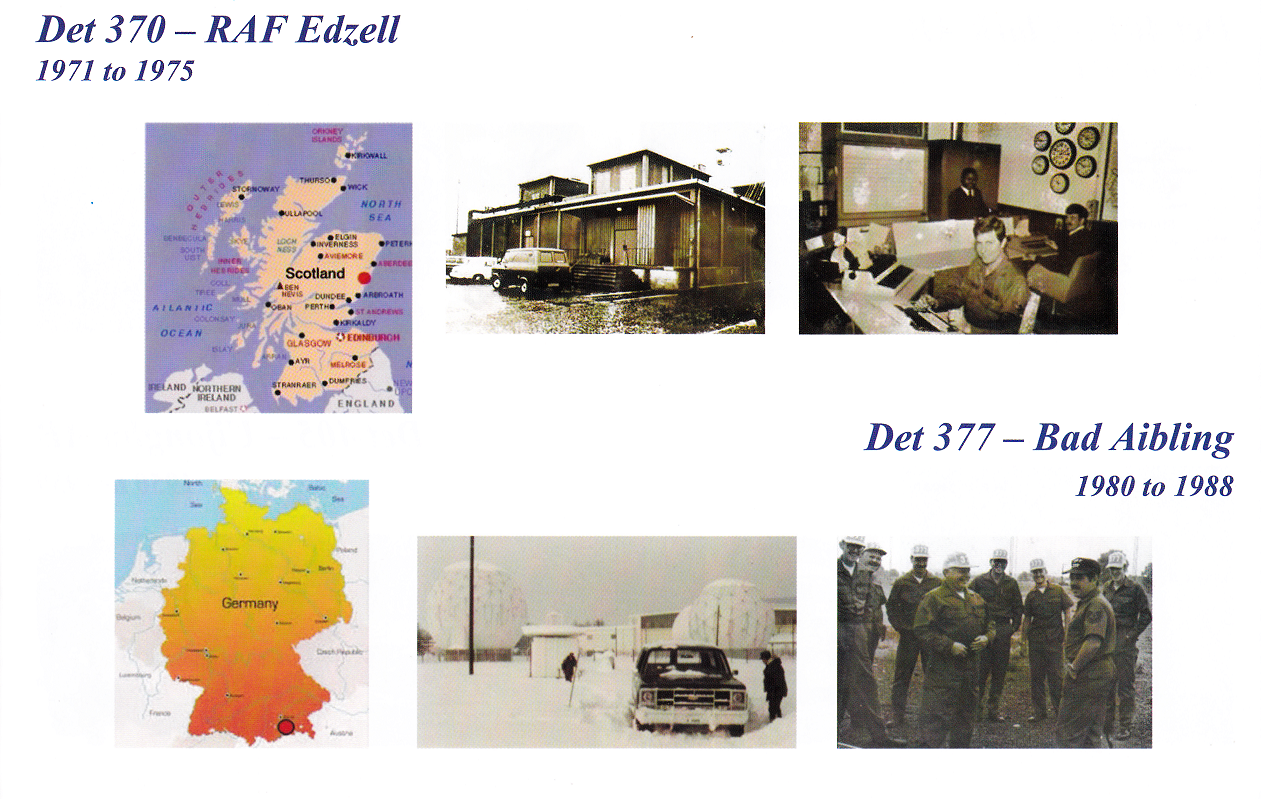 Det 370 – RAF Edzell
1971 to 1975
ORKNEY
ISLANDS
KIRKWALL
THURSO
WICK
OUTER
HEBRIDES
STORNOWAY
LEWIS
HARRIS
ULLAPOOL
NORTH
SEA
BENBECULA
SOUTH
UIST
SKYE
LOCH
NESS
ELGIN
INVERNESS
PETERH
AVIEMORE
INNER
HEBRIDES
ABERDEE
Scotland
COLL
TIREE
MULL
BEN
NEVIS
DUNDEE
ARBROATH
ATLANTIC
OCEAN
OBAN
PERTH
ST ANDREWS
COLONSAY
JURA
KIRKALDY
ISLAY
GLASGOW
EDINBURGH
ARRAN
AYR
MELROSE
STRANRAER
DUMFRIES
IRELAND
NORTHERN
IRELAND
BELFAST
ENGLAND
Det 377 – Bad Aibling
1980 to 1988
North
Sea
Baltic
Sea
Poland
Berlin
Netherlands
Germany
Belgium
Czech Republic
Luxembourg
France
Austria